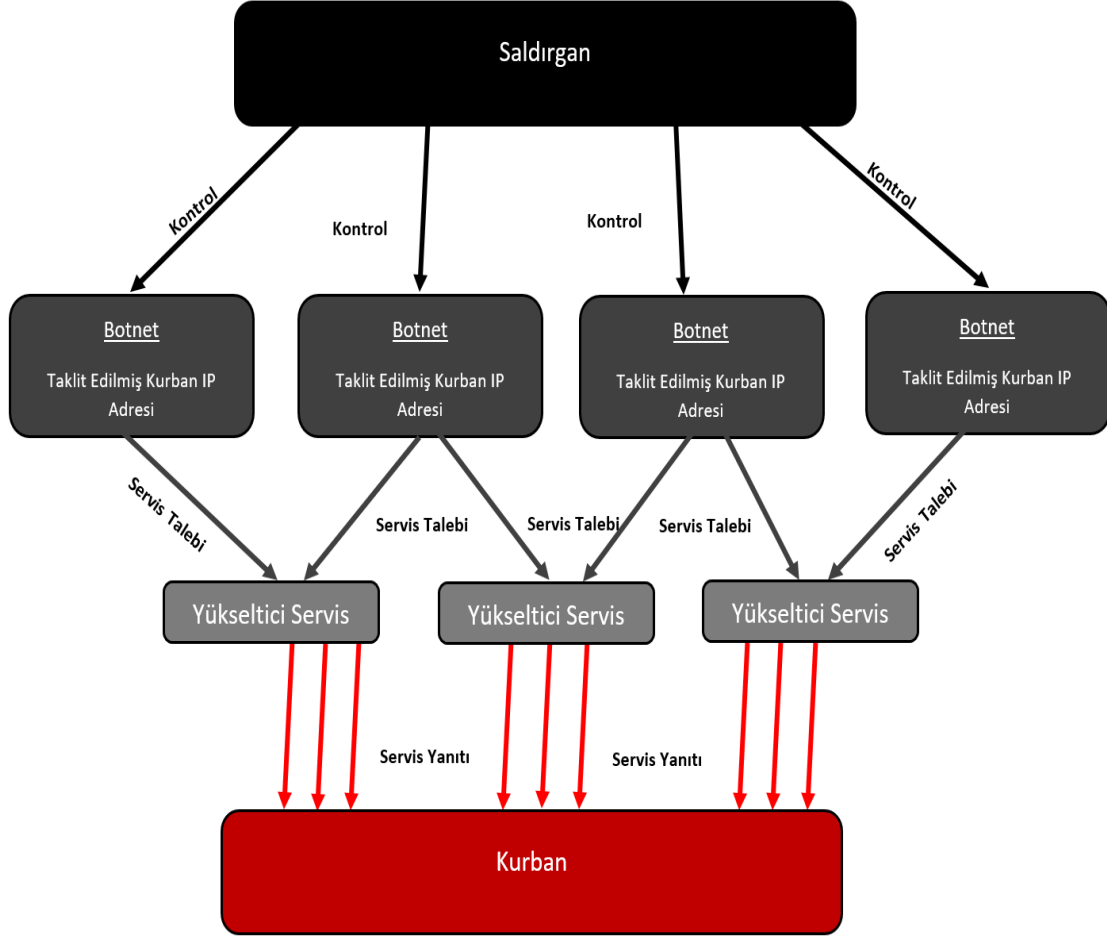 Saldırgan
Kontrol
Kontrol
Kontrol
Kontrol
Botnet
Taklit Edilmiş Kurban IP
Adresi
Botnet
Taklit Edilmiş Kurban IP
Adresi
Botnet
Taklit Edilmiş Kurban IP
Adresi
Botnet
Taklit Edilmiş Kurban IP
Adresi
Servis Talebi
Servis Talebi
Servis Talebi
Servis Talebi
Servis Talebi
Yükseltici Servis
Yükseltici Servis
Yükseltici Servis
Servis Yanıtı
Servis Yanıtı
Kurban